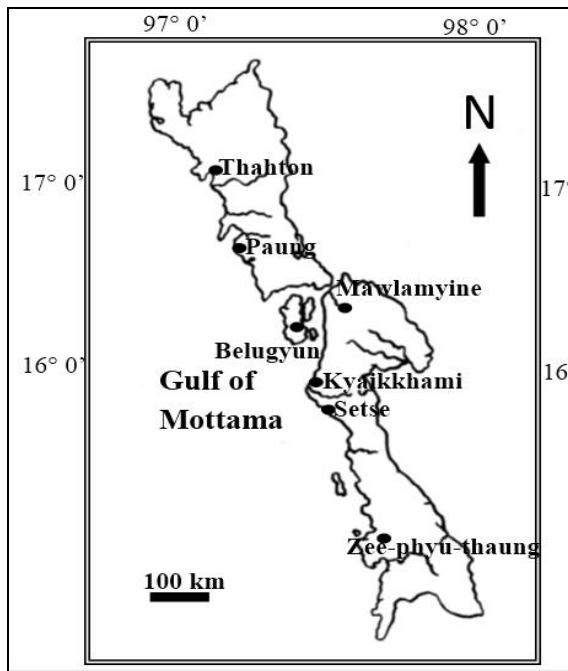 97° 0'
98° 0'
N
Thahton
17° 0'
17°
Paung
Mawlamyine
Belugyun
16° 0'
16
Gulf of
Mottama
Kyaikkhami
Setse
Zee-phyu-thaung
100 km